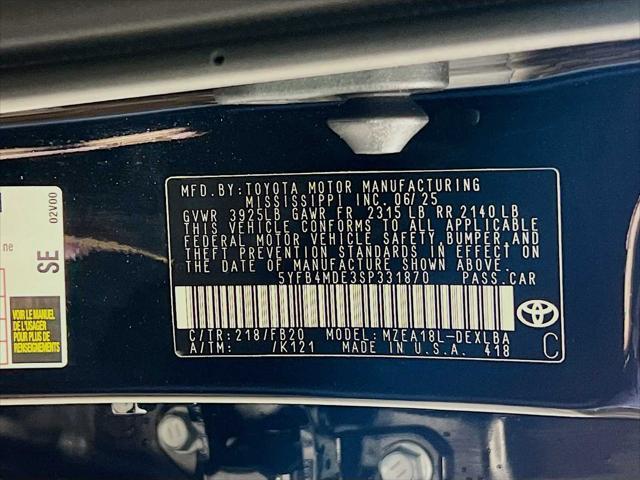 MFD.BY:TOYOTA MOTOR MANUFACTURING
MISSISSIPPI INC. 06/25
GVWR 3925LB GAWR FR 2315 LB RR 2140 LB
THIS VEHICLE CONFORMS TO ALL APPLICABLE
FEDERAL MOTOR VEHICLE SAFETY, BUMPER, AND
THEFT PREVENTION STANDARDS IN EFFECT ON
THE DATE OF MANUFACTURE SHOWN ABOVE.
5YFB4MDE3SP331870 PASS.CAR
C/TR:218/FB20 MODEL:MZEA18L-DEXLBA
A/TM: /K121 MADE IN U.S.A. 418
C
02V00
ne
SE
VOIR LE MANUEL
DE L'USAGER
POUR PLUS DE
RENSEIGNEMENTS